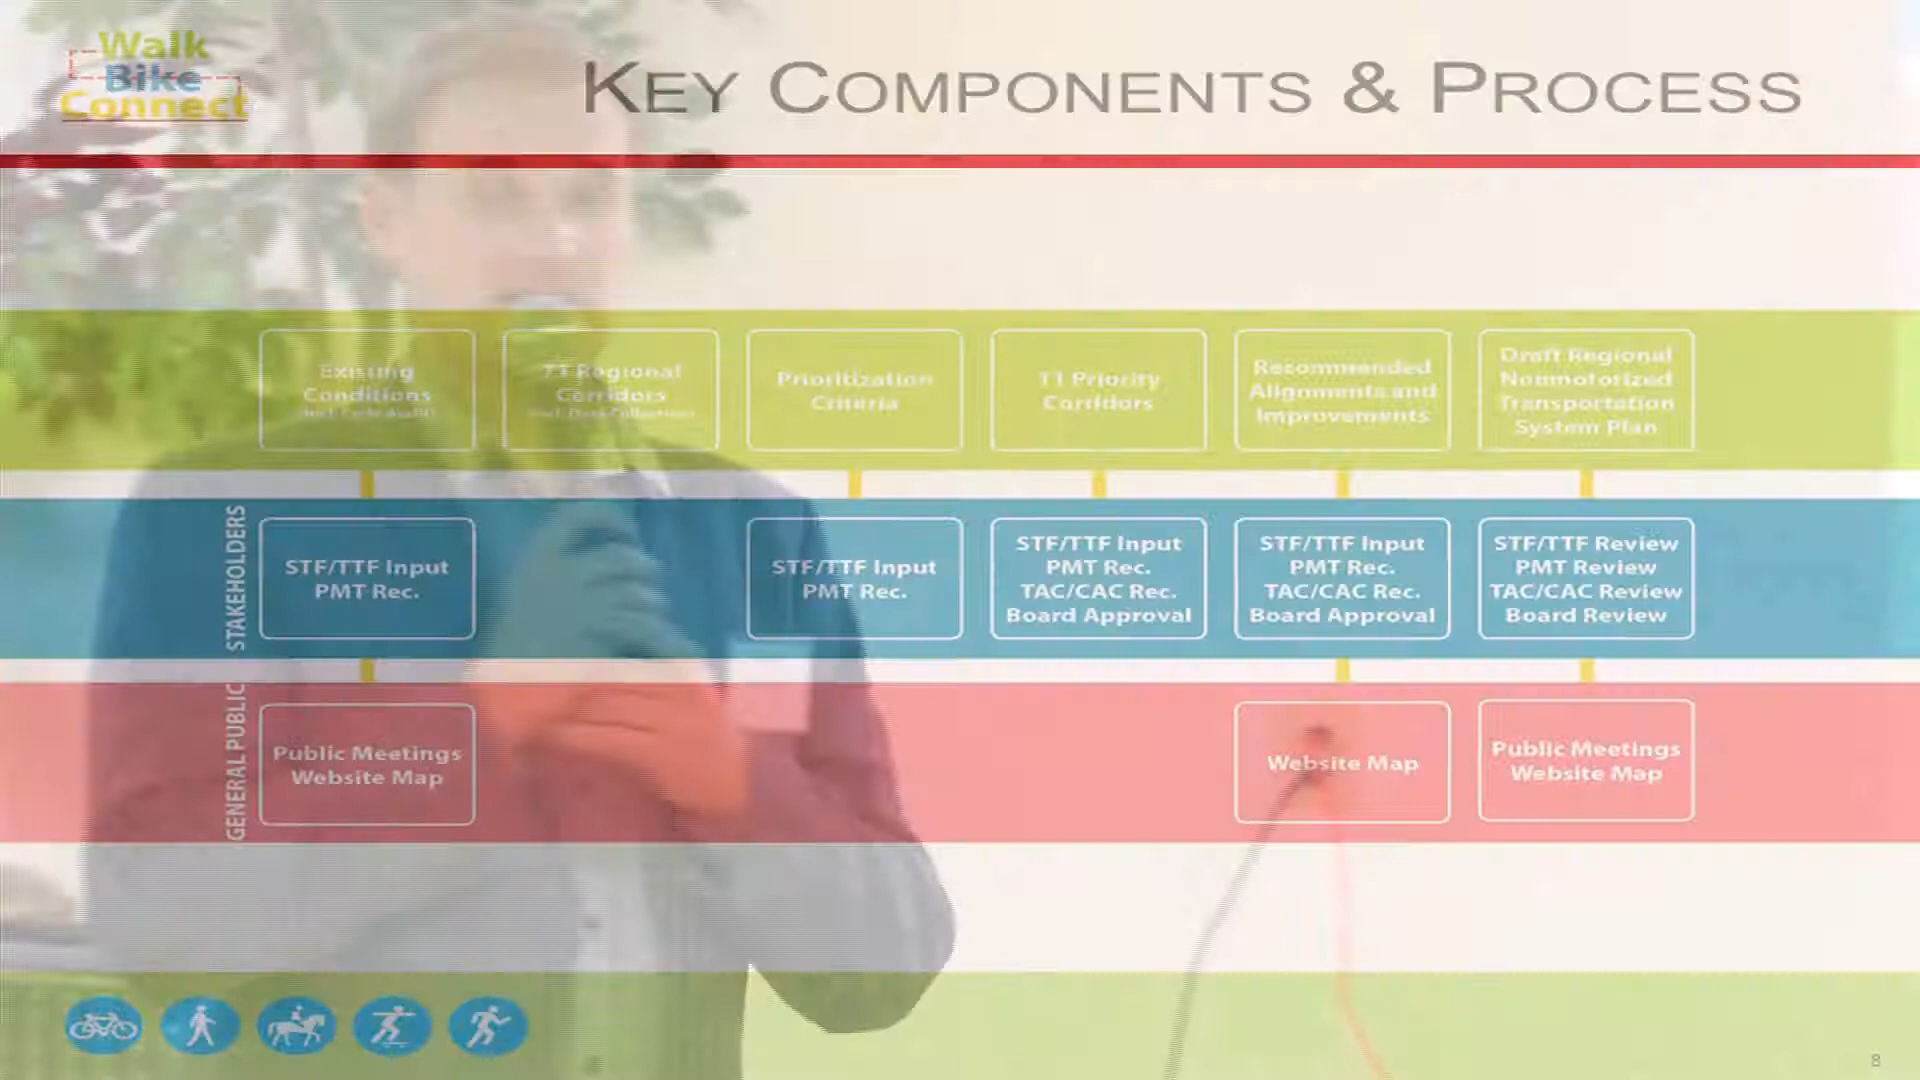 Walk
Bike
Connect
KEY COMPONENTS & PROCESS
Existing
Conditions
71 Regional
Corridors
Prioritization
Criteria
11 Priority
Corridors
Recommended
Alignments and
Improvements
Draft Regional
Nonmotorized
Transportation
System Plan
STAKEHOLDERS
STF/TTF Input
PMT Rec.
STF/TTF Input
PMT Rec.
STF/TTF Input
PMT Rec.
TAC/CAC Rec.
Board Approval
STF/TTF Input
PMT Rec.
TAC/CAC Rec.
Board Approval
STF/TTF Review
PMT Review
TAC/CAC Review
Board Review
GENERAL PUBLIC
Public Meetings
Website Map
Website Map
Public Meetings
Website Map
8